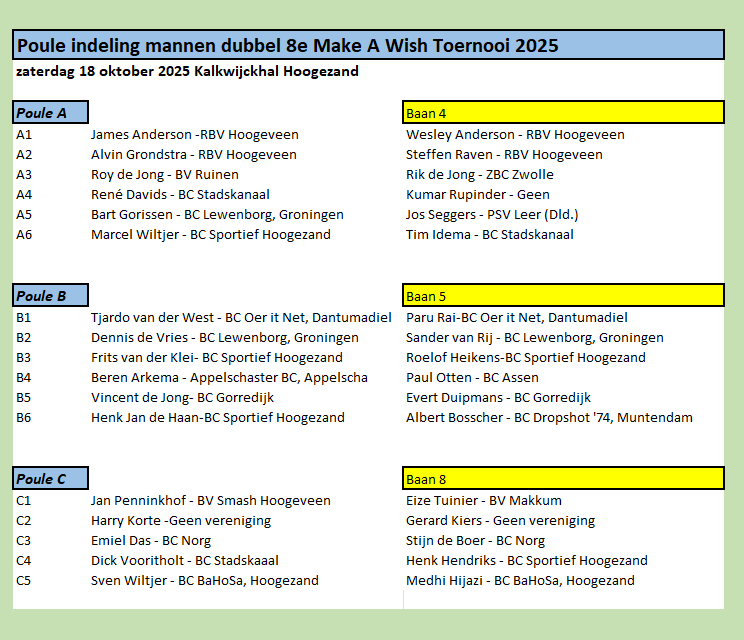 Poule indeling mannen dubbel 8e Make A Wish Toernooi 2025
zaterdag 18 oktober 2025 Kalkwijckhal Hoogezand
Poule A Baan 4
A1 James Anderson -RBV Hoogeveen Wesley Anderson - RBV Hoogeveen
A2 Alvin Grondstra - RBV Hoogeveen Steffen Raven - RBV Hoogeveen
A3 Roy de Jong - BV Ruinen Rik de Jong - ZBC Zwolle
A4 René Davids - BC Stadskanaal Kumar Rupinder - Geen
A5 Bart Gorissen - BC Lewenborg, Groningen Jos Seggers - PSV Leer (Dld.)
A6 Marcel Wiltjer - BC Sportief Hoogezand Tim Idema - BC Stadskanaal
Poule B Baan 5
B1 Tjardo van der West - BC Oer it Net, Dantumadiel Paru Rai-BC Oer it Net, Dantumadiel
B2 Dennis de Vries - BC Lewenborg, Groningen Sander van Rij - BC Lewenborg, Groningen
B3 Frits van der Klei- BC Sportief Hoogezand Roelof Heikens-BC Sportief Hoogezand
B4 Beren Arkema - Appelschaster BC, Appelscha Paul Otten - BC Assen
B5 Vincent de Jong- BC Gorredijk Evert Duipmans - BC Gorredijk
B6 Henk Jan de Haan-BC Sportief Hoogezand Albert Bosscher - BC Dropshot '74, Muntendam
Poule C Baan 8
C1 Jan Penninkhof - BV Smash Hoogeveen Eize Tuinier - BV Makkum
C2 Harry Korte -Geen vereniging Gerard Kiers - Geen vereniging
C3 Emiel Das - BC Norg Stijn de Boer - BC Norg
C4 Dick Vooritholt - BC Stadskaaal Henk Hendriks - BC Sportief Hoogezand
C5 Sven Wiltjer - BC BaHoSa, Hoogezand Medhi Hijazi - BC BaHoSa, Hoogezand